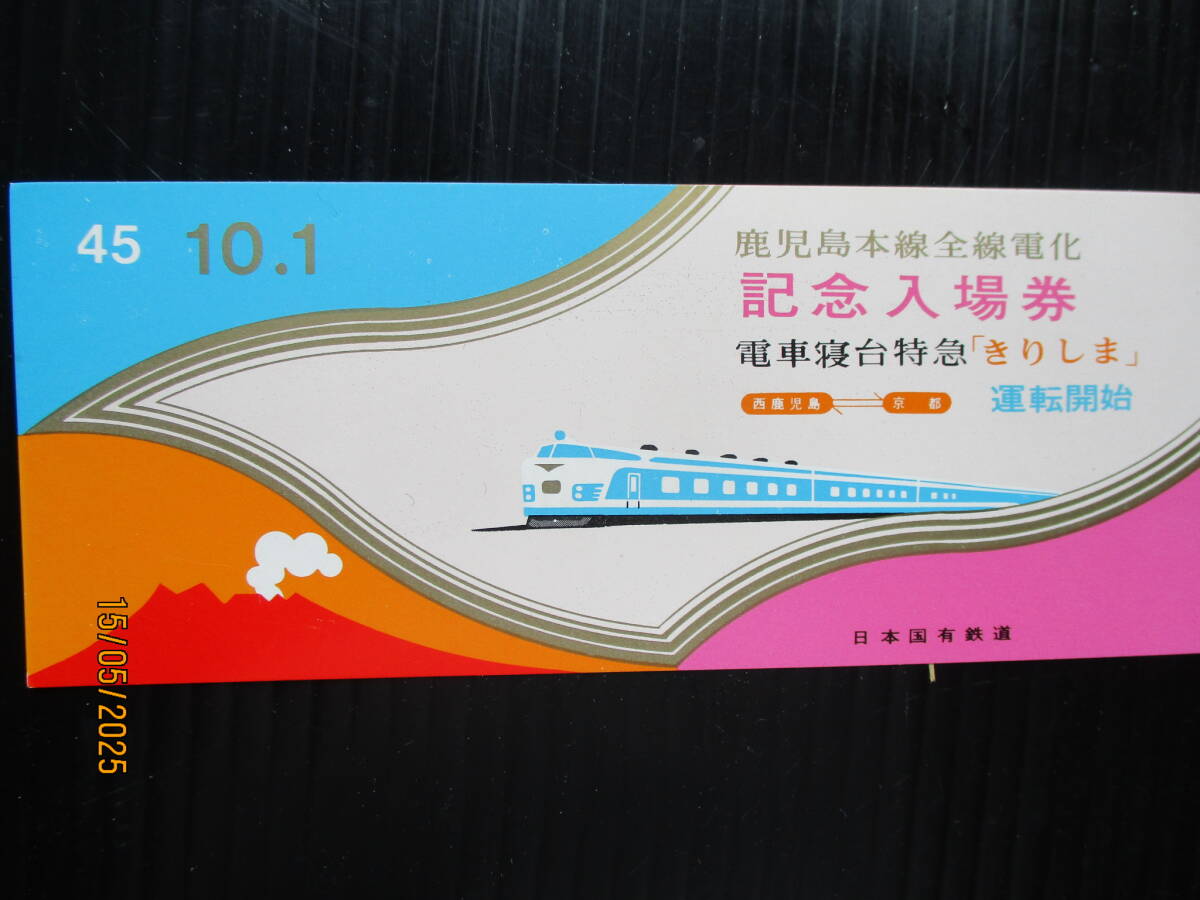 45 10.1
鹿児島本線全線電化
記念入場券
電車寝台特急「きりしま」
西鹿児島 京都
運転開始
日本国有鉄道
15/05/2025